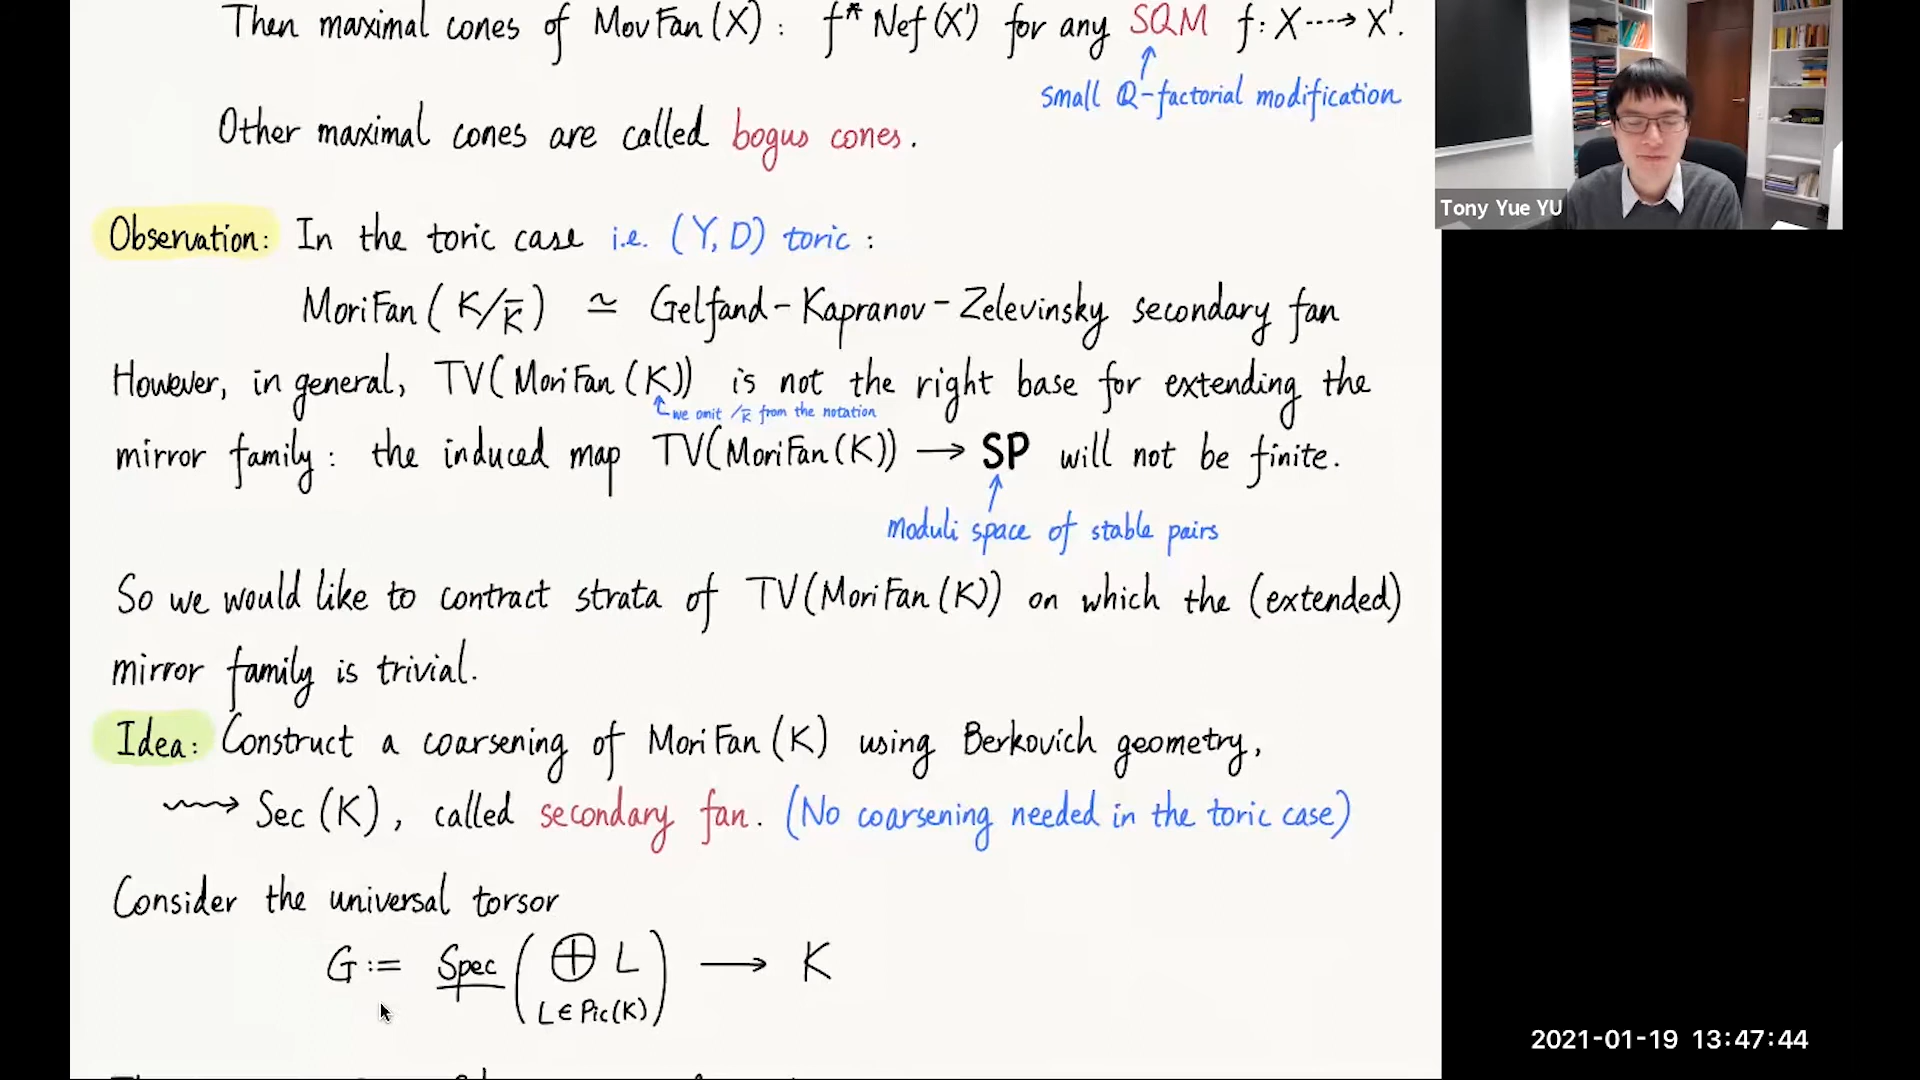 Then maximal cones of MovFan(X): f* Nef(X') for any SQM f: X ⇢ X'.
small Q-factorial modification
Other maximal cones are called bogus cones.
Tony Yue YU
Observation: In the toric case i.e. (Y, D) toric :
MoriFan(K/K̄) ≃ Gelfand-Kapranov-Zelevinsky secondary fan
However, in general, TV(MoriFan(K)) is not the right base for extending the
we omit /K̄ from the notation
mirror family: the induced map TV(MoriFan(K)) → SP will not be finite.
moduli space of stable pairs
So we would like to contract strata of TV(MoriFan(K)) on which the (extended)
mirror family is trivial.
Idea: Construct a coarsening of MoriFan(K) using Berkovich geometry,
⇝ Sec(K), called secondary fan. (No coarsening needed in the toric case)
Consider the universal torsor
G := Spec ( ⊕ L ) → K
L∈Pic(K)
2021-01-19 13:47:44